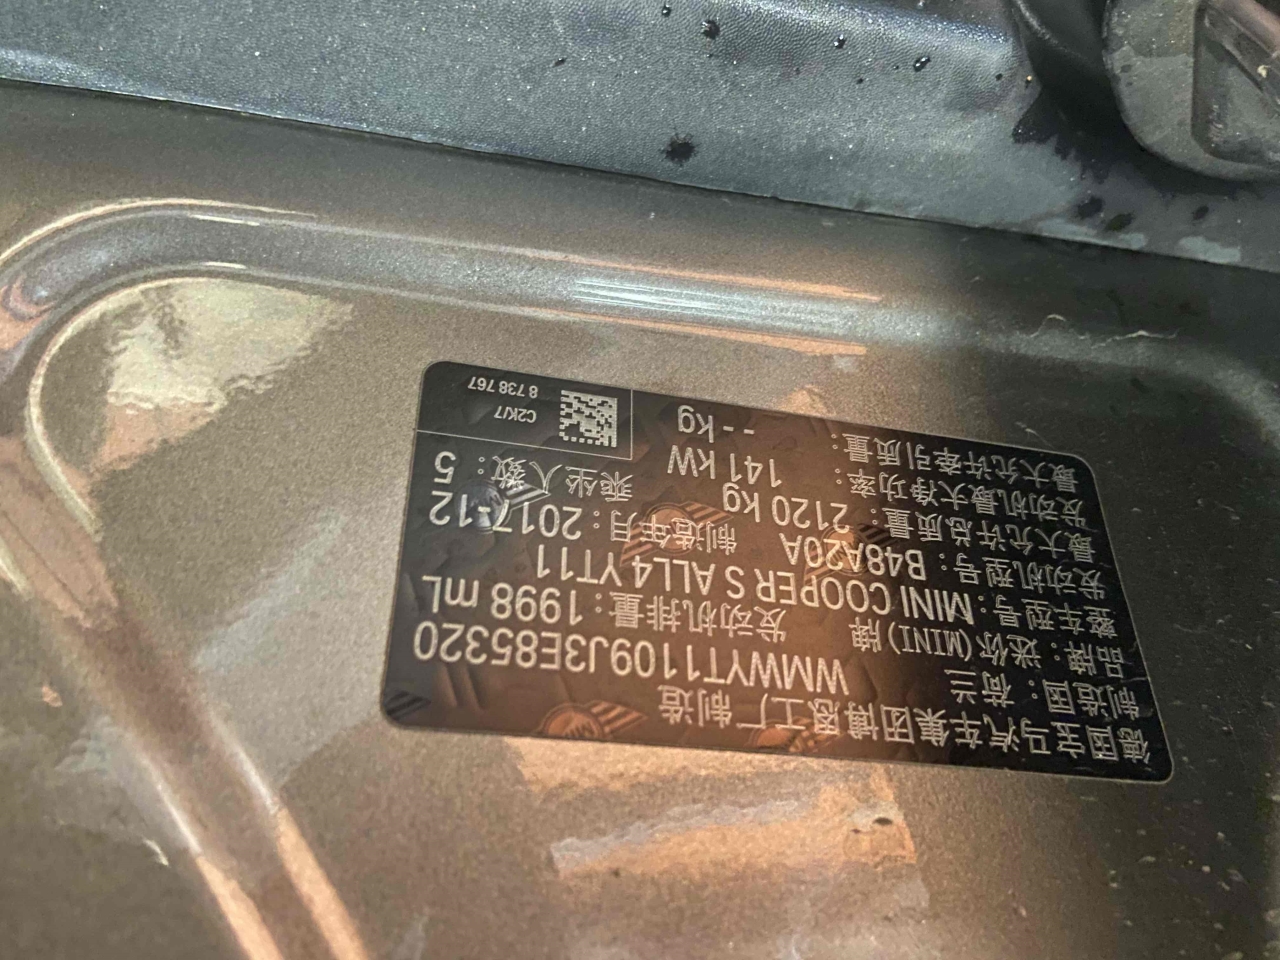 德国宝马汽车集团博恩工厂 制造
制造国：荷兰 WMWYT1109J3E85320
品牌：迷你(MINI)牌 发动机排量：1998 mL
整车型号：MINI COOPER S ALL4 YT11
发动机型号：B48A20A 制造年月：2017-12
最大允许总质量：2120 kg 乘坐人数：5
发动机最大净功率：141 kW
最大允许牵引质量：-- kg
C2K/7
8 738 767